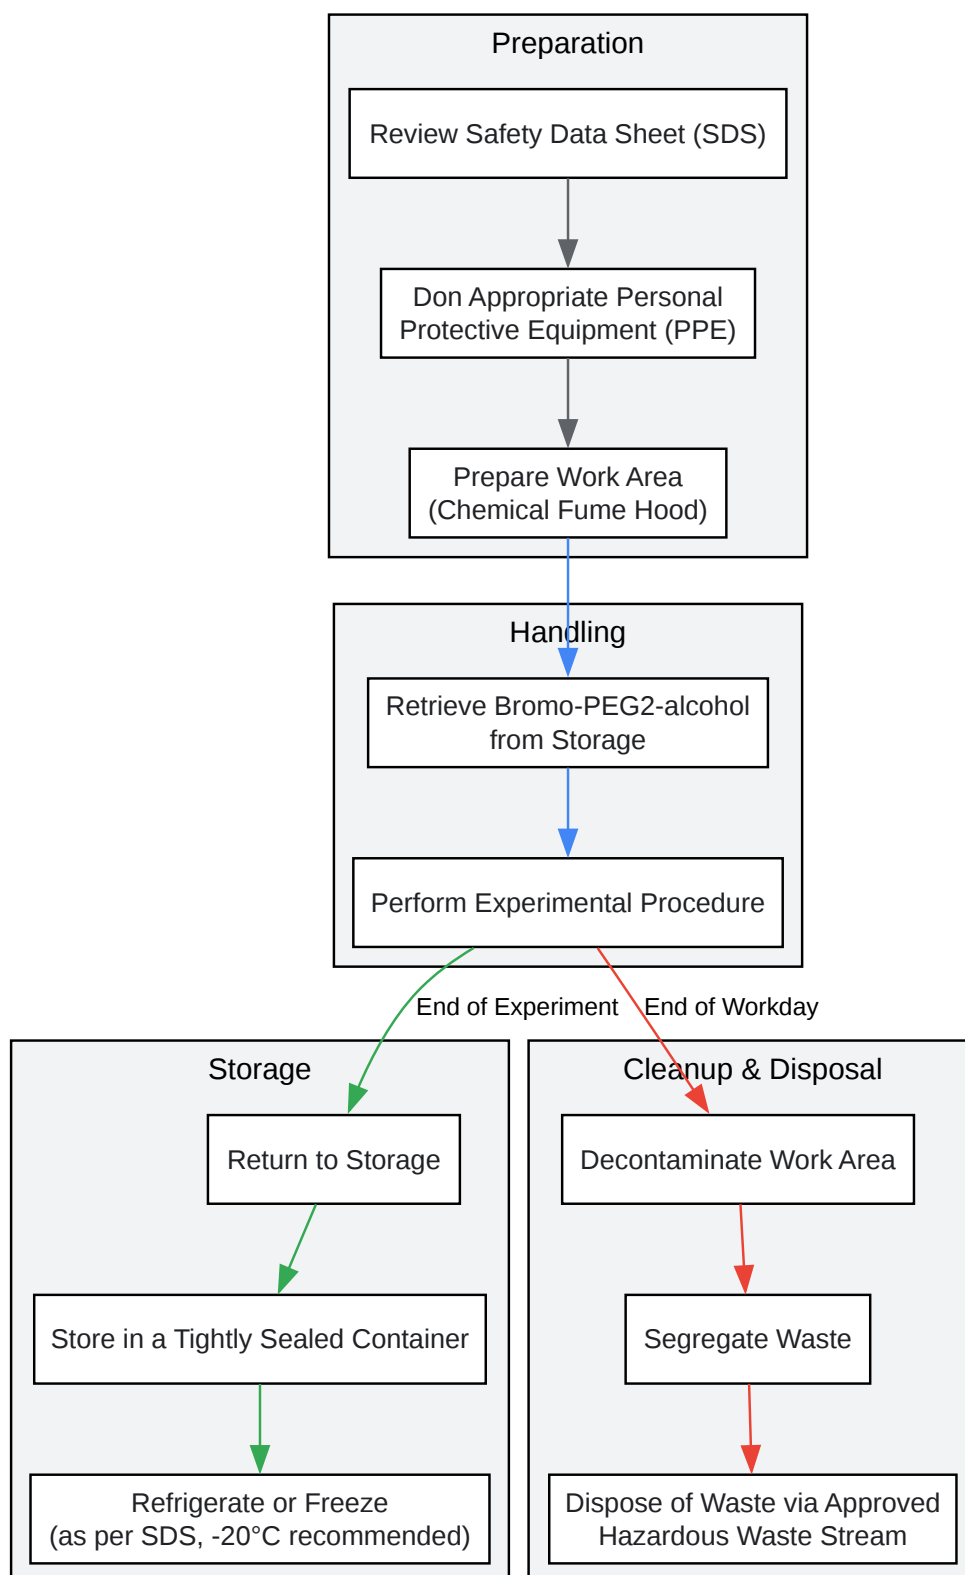 Preparation
Review Safety Data Sheet (SDS)
Don Appropriate Personal
Protective Equipment (PPE)
Prepare Work Area
(Chemical Fume Hood)
Handling
Retrieve Bromo-PEG2-alcohol
from Storage
Perform Experimental Procedure
End of Experiment
End of Workday
Storage
Return to Storage
Store in a Tightly Sealed Container
Refrigerate or Freeze
(as per SDS, -20°C recommended)
Cleanup & Disposal
Decontaminate Work Area
Segregate Waste
Dispose of Waste via Approved
Hazardous Waste Stream